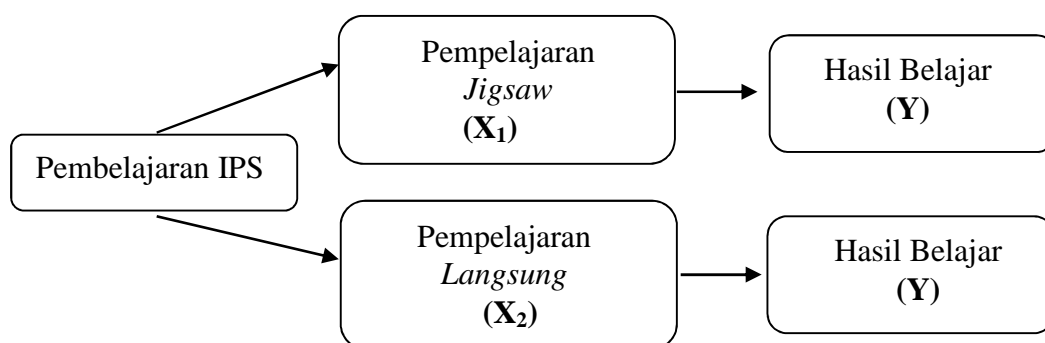 Pembelajaran IPS
Pempelajaran
Jigsaw
(X₁)
Hasil Belajar
(Y)
Pempelajaran
Langsung
(X₂)
Hasil Belajar
(Y)